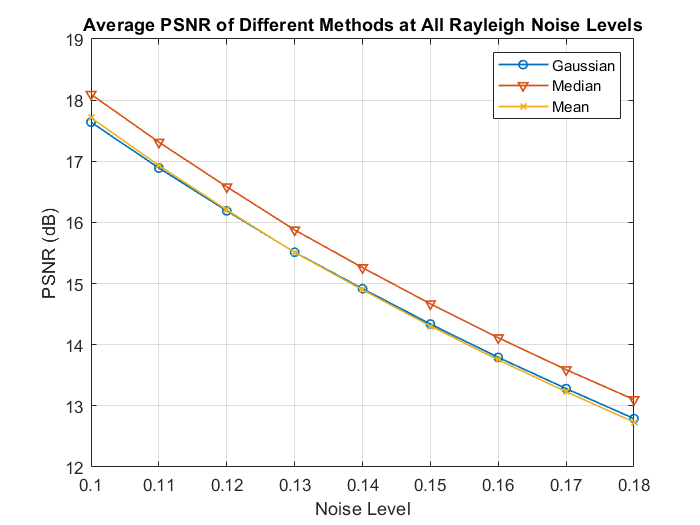 Average PSNR of Different Methods at All Rayleigh Noise Levels
19
18
17
16
15
14
13
12
PSNR (dB)
Gaussian
Median
Mean
0.1 0.11 0.12 0.13 0.14 0.15 0.16 0.17 0.18
Noise Level